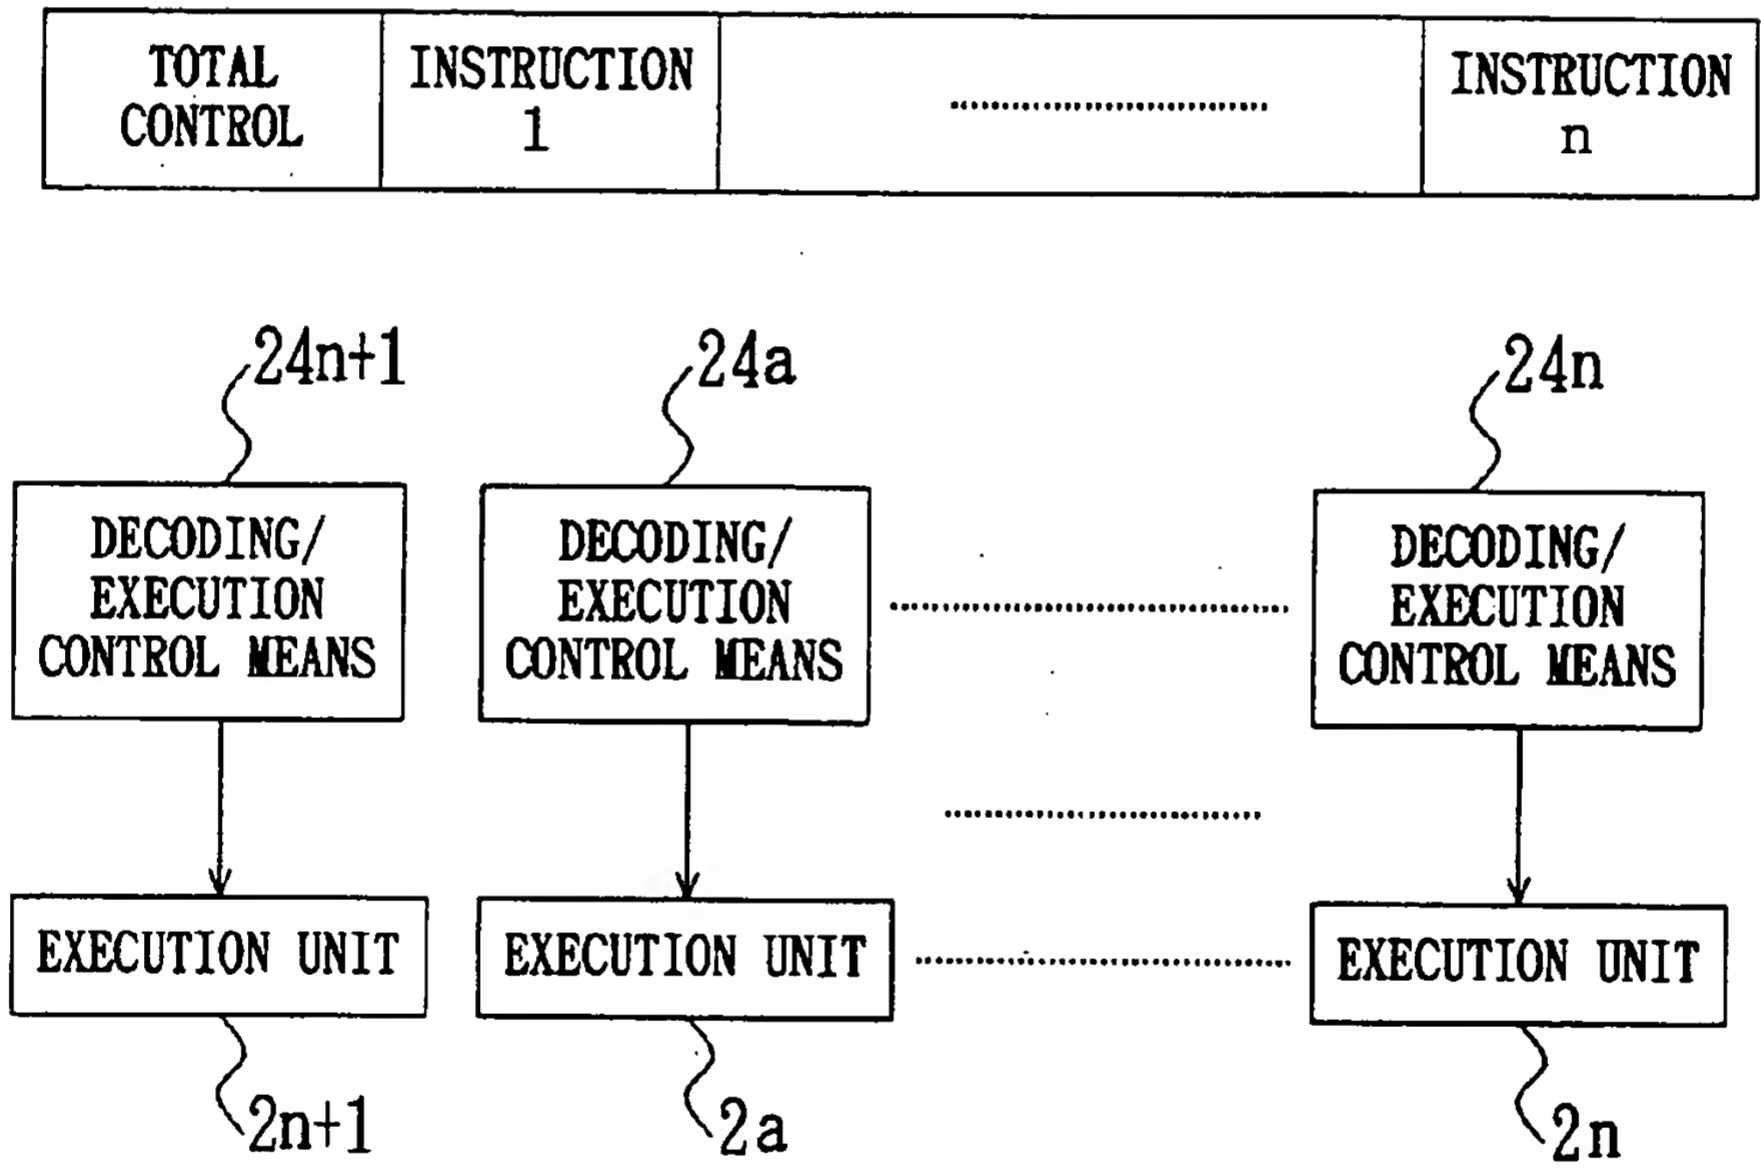 TOTAL
CONTROL
INSTRUCTION
1
INSTRUCTION
n
24n+1
24a
24n
DECODING/
EXECUTION
CONTROL MEANS
DECODING/
EXECUTION
CONTROL MEANS
DECODING/
EXECUTION
CONTROL MEANS
EXECUTION UNIT
EXECUTION UNIT
EXECUTION UNIT
2n+1
2a
2n